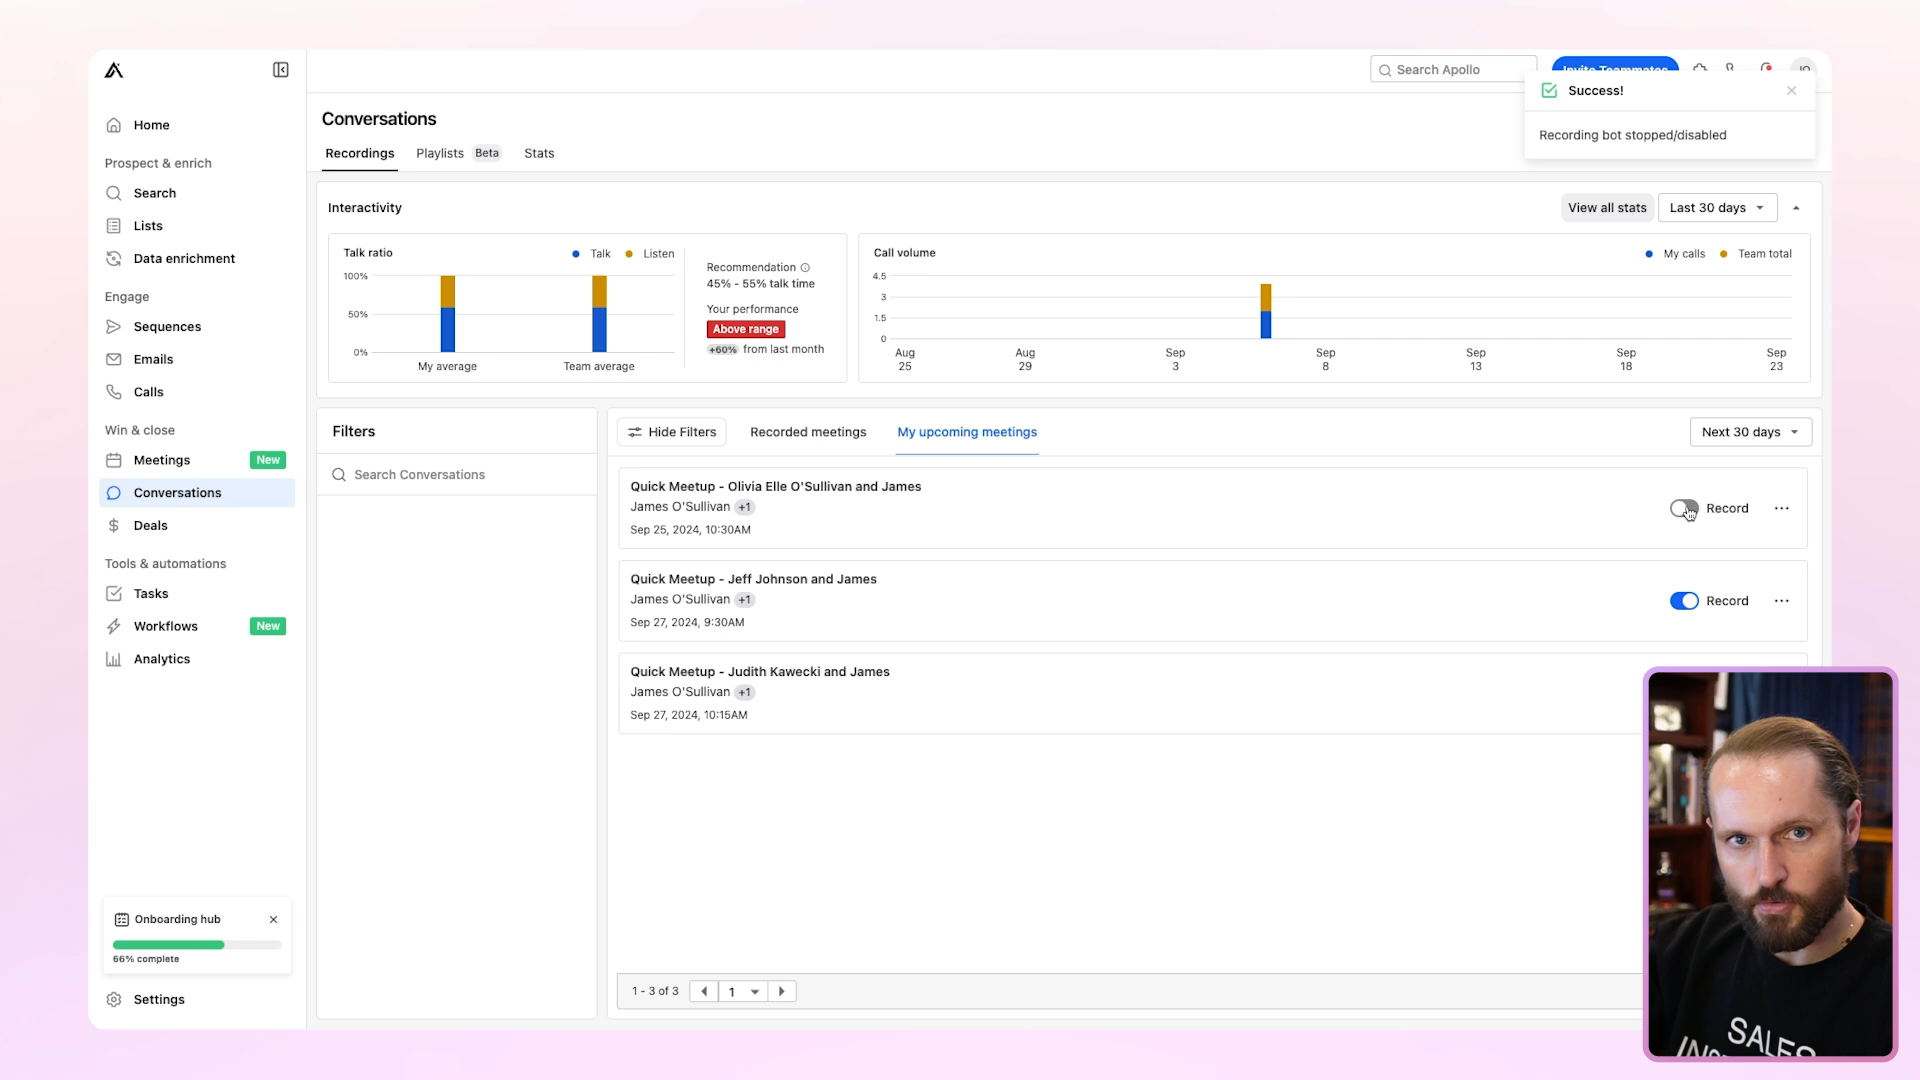 Search Apollo
Invite Teammates
Success!
Recording bot stopped/disabled
Home
Prospect & enrich
Search
Lists
Data enrichment
Engage
Sequences
Emails
Calls
Win & close
Meetings New
Conversations
Deals
Tools & automations
Tasks
Workflows New
Analytics
Onboarding hub
66% complete
Settings
Conversations
Recordings Playlists Beta Stats
Interactivity
View all stats Last 30 days
Talk ratio
Talk Listen
100%
50%
0%
My average Team average
Recommendation
45% - 55% talk time
Your performance
Above range
+60% from last month
Call volume
My calls Team total
4.5
3
1.5
0
Aug 25
Aug 29
Sep 3
Sep 8
Sep 13
Sep 18
Sep 23
Filters
Search Conversations
Hide Filters Recorded meetings My upcoming meetings Next 30 days
Quick Meetup - Olivia Elle O'Sullivan and James
James O'Sullivan +1
Sep 25, 2024, 10:30AM
Record
Quick Meetup - Jeff Johnson and James
James O'Sullivan +1
Sep 27, 2024, 9:30AM
Record
Quick Meetup - Judith Kawecki and James
James O'Sullivan +1
Sep 27, 2024, 10:15AM
1 - 3 of 3 1
SALES